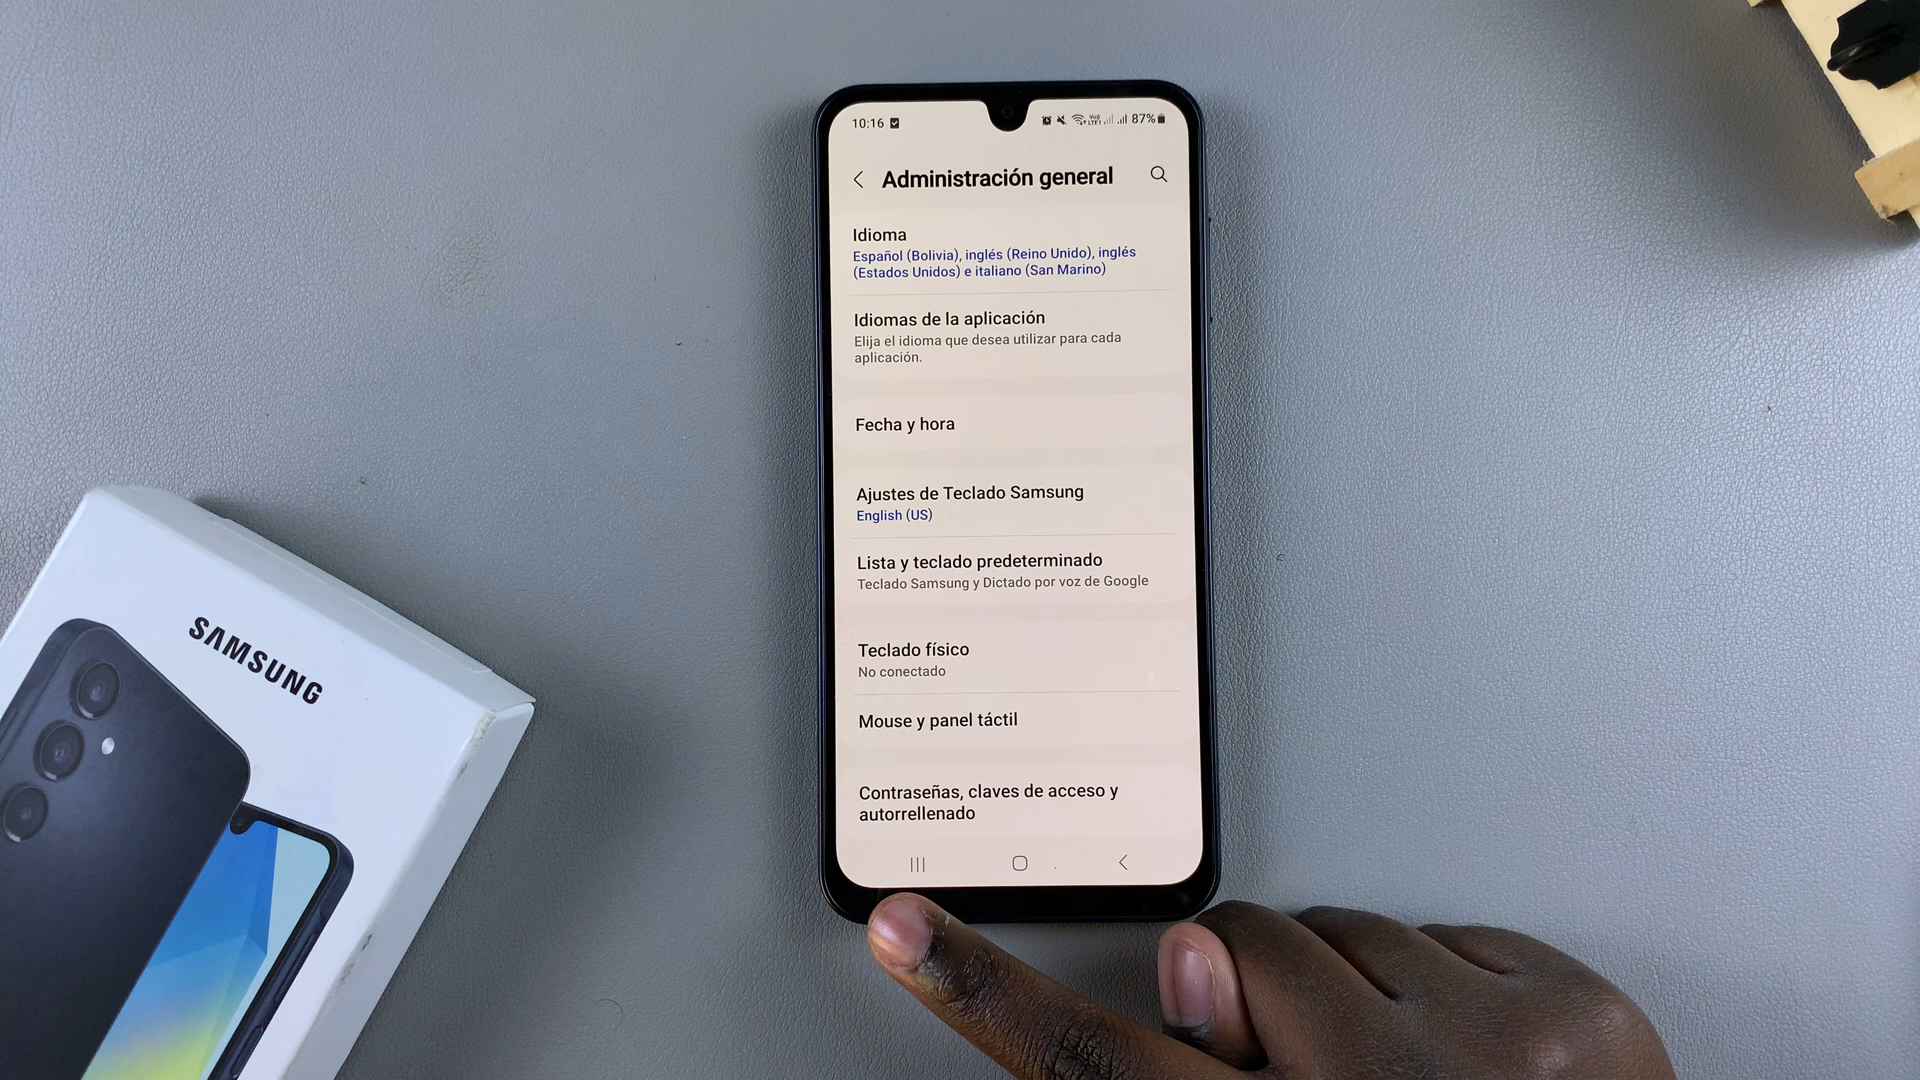 10:16
87%
Administración general
Idioma
Español (Bolivia), inglés (Reino Unido), inglés
(Estados Unidos) e italiano (San Marino)
Idiomas de la aplicación
Elija el idioma que desea utilizar para cada
aplicación.
Fecha y hora
Ajustes de Teclado Samsung
English (US)
Lista y teclado predeterminado
Teclado Samsung y Dictado por voz de Google
Teclado físico
No conectado
Mouse y panel táctil
Contraseñas, claves de acceso y
autorrellenado
SAMSUNG